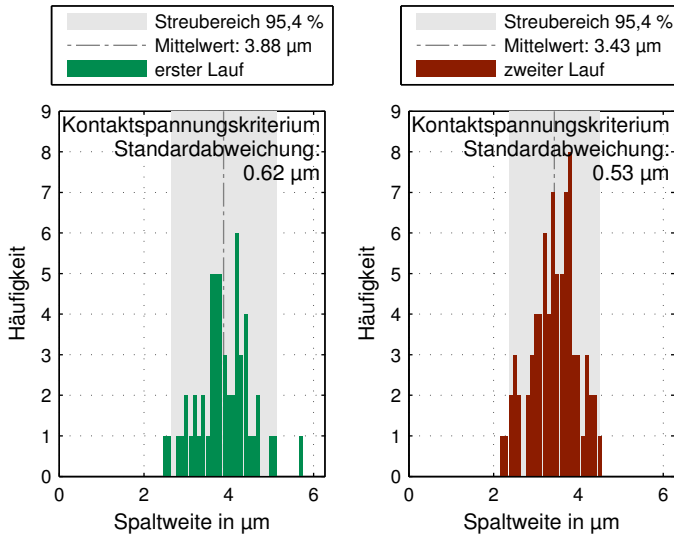 Streubereich 95,4 %
Mittelwert: 3.88 µm
erster Lauf
Kontaktspannungskriterium
Standardabweichung:
0.62 µm
9
8
7
6
5
4
3
2
1
0
Häufigkeit
0 2 4 6
Spaltweite in µm
Streubereich 95,4 %
Mittelwert: 3.43 µm
zweiter Lauf
Kontaktspannungskriterium
Standardabweichung:
0.53 µm
9
8
7
6
5
4
3
2
1
0
Häufigkeit
0 2 4 6
Spaltweite in µm